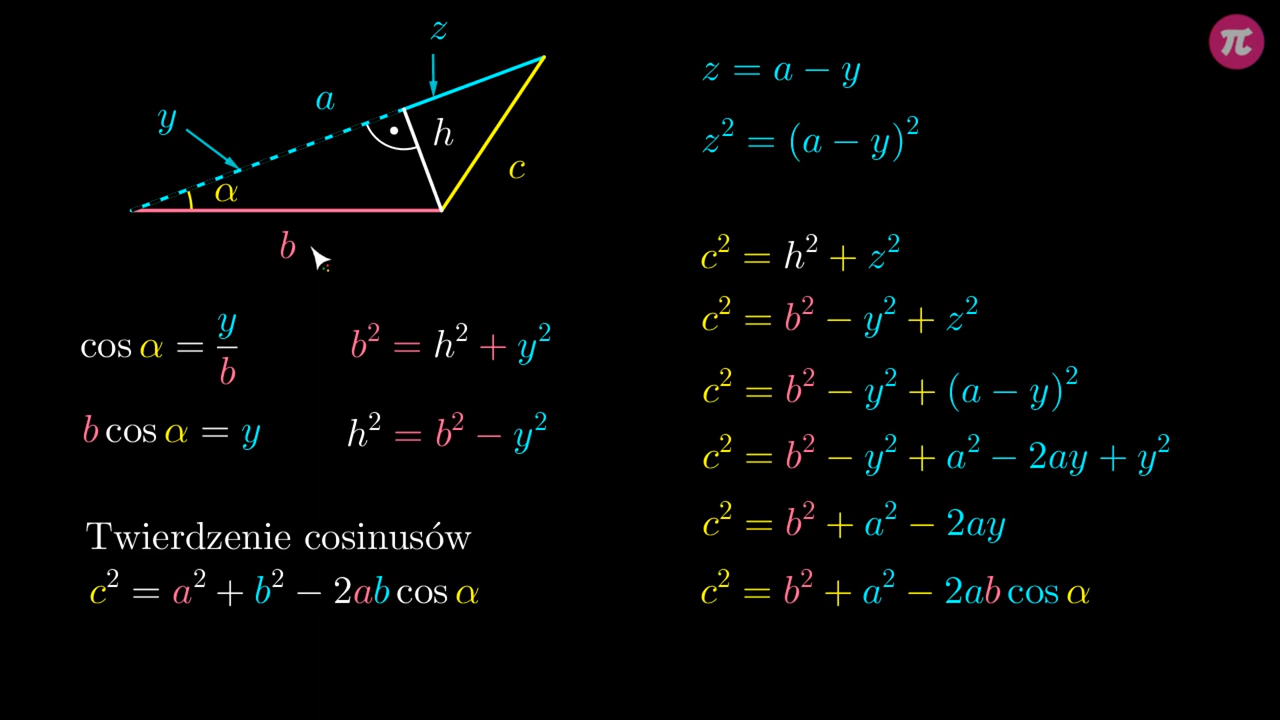 z
a
y
h
α
c
b
cos α = y/b
b cos α = y
b² = h² + y²
h² = b² − y²
Twierdzenie cosinusów
c² = a² + b² − 2ab cos α
π
z = a − y
z² = (a − y)²
c² = h² + z²
c² = b² − y² + z²
c² = b² − y² + (a − y)²
c² = b² − y² + a² − 2ay + y²
c² = b² + a² − 2ay
c² = b² + a² − 2ab cos α